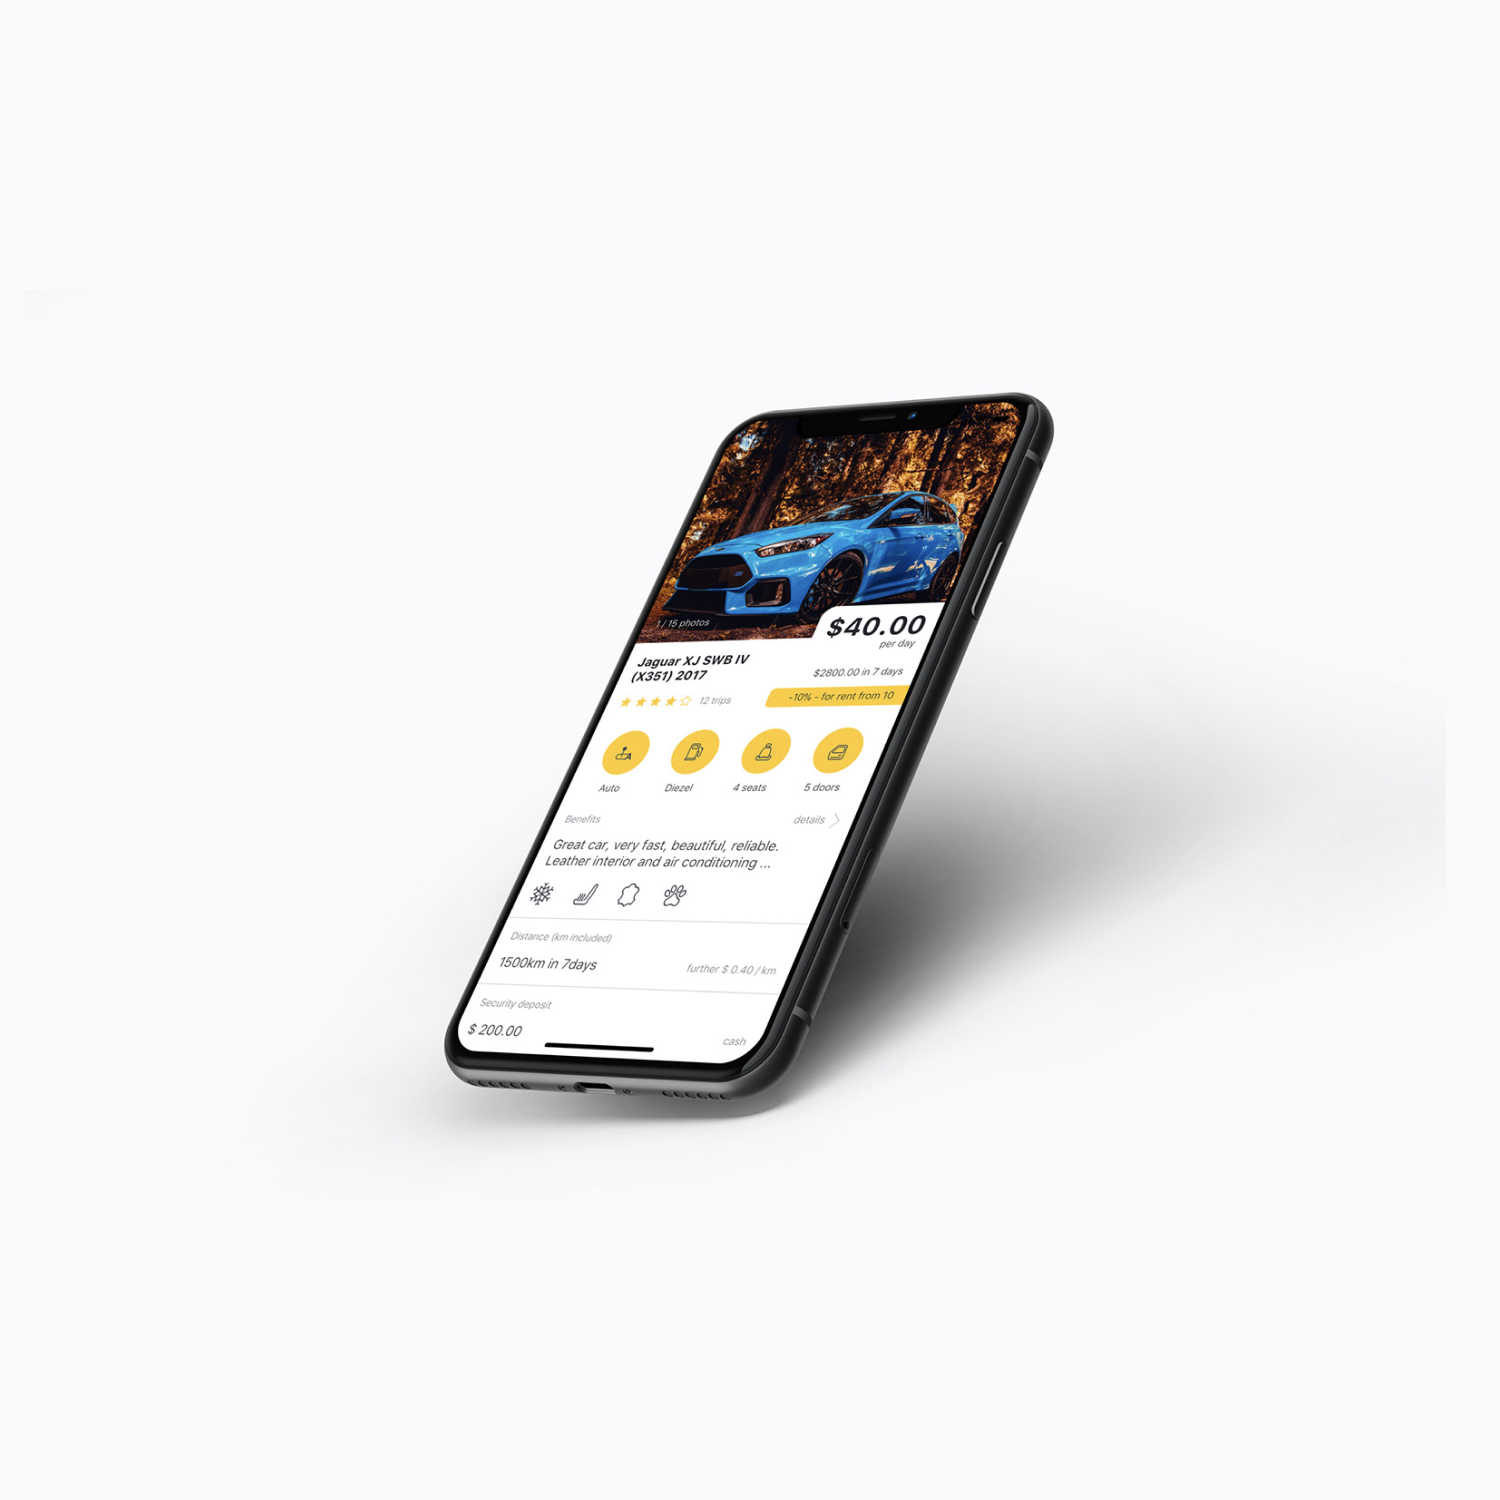 1 / 15 photos
$40.00
per day
Jaguar XJ SWB IV
(X351) 2017
$2800.00 in 7 days
12 trips
-10% - for rent from 10
Auto
Diezel
4 seats
5 doors
Benefits
details
Great car, very fast, beautiful, reliable.
Leather interior and air conditioning ...
Distance (km included)
1500km in 7days
further $ 0.40 / km
Security deposit
$ 200.00
cash